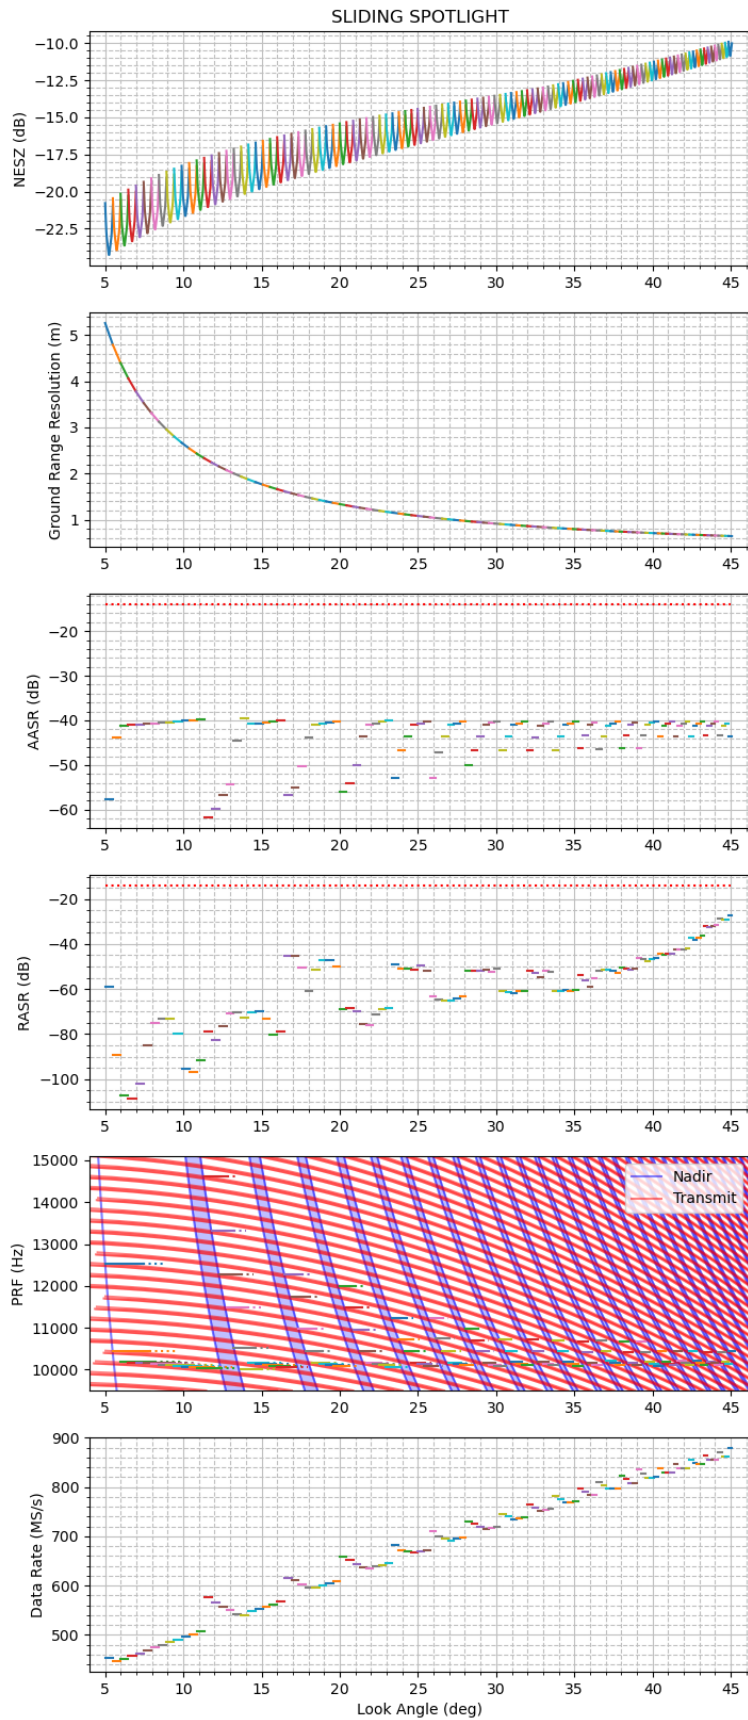 SLIDING SPOTLIGHT
NESZ (dB)
−10.0
−12.5
−15.0
−17.5
−20.0
−22.5
5 10 15 20 25 30 35 40 45
Ground Range Resolution (m)
5
4
3
2
1
5 10 15 20 25 30 35 40 45
AASR (dB)
−20
−30
−40
−50
−60
5 10 15 20 25 30 35 40 45
RASR (dB)
−20
−40
−60
−80
−100
5 10 15 20 25 30 35 40 45
PRF (Hz)
15000
14000
13000
12000
11000
10000
Nadir
Transmit
5 10 15 20 25 30 35 40 45
Data Rate (MS/s)
900
800
700
600
500
5 10 15 20 25 30 35 40 45
Look Angle (deg)